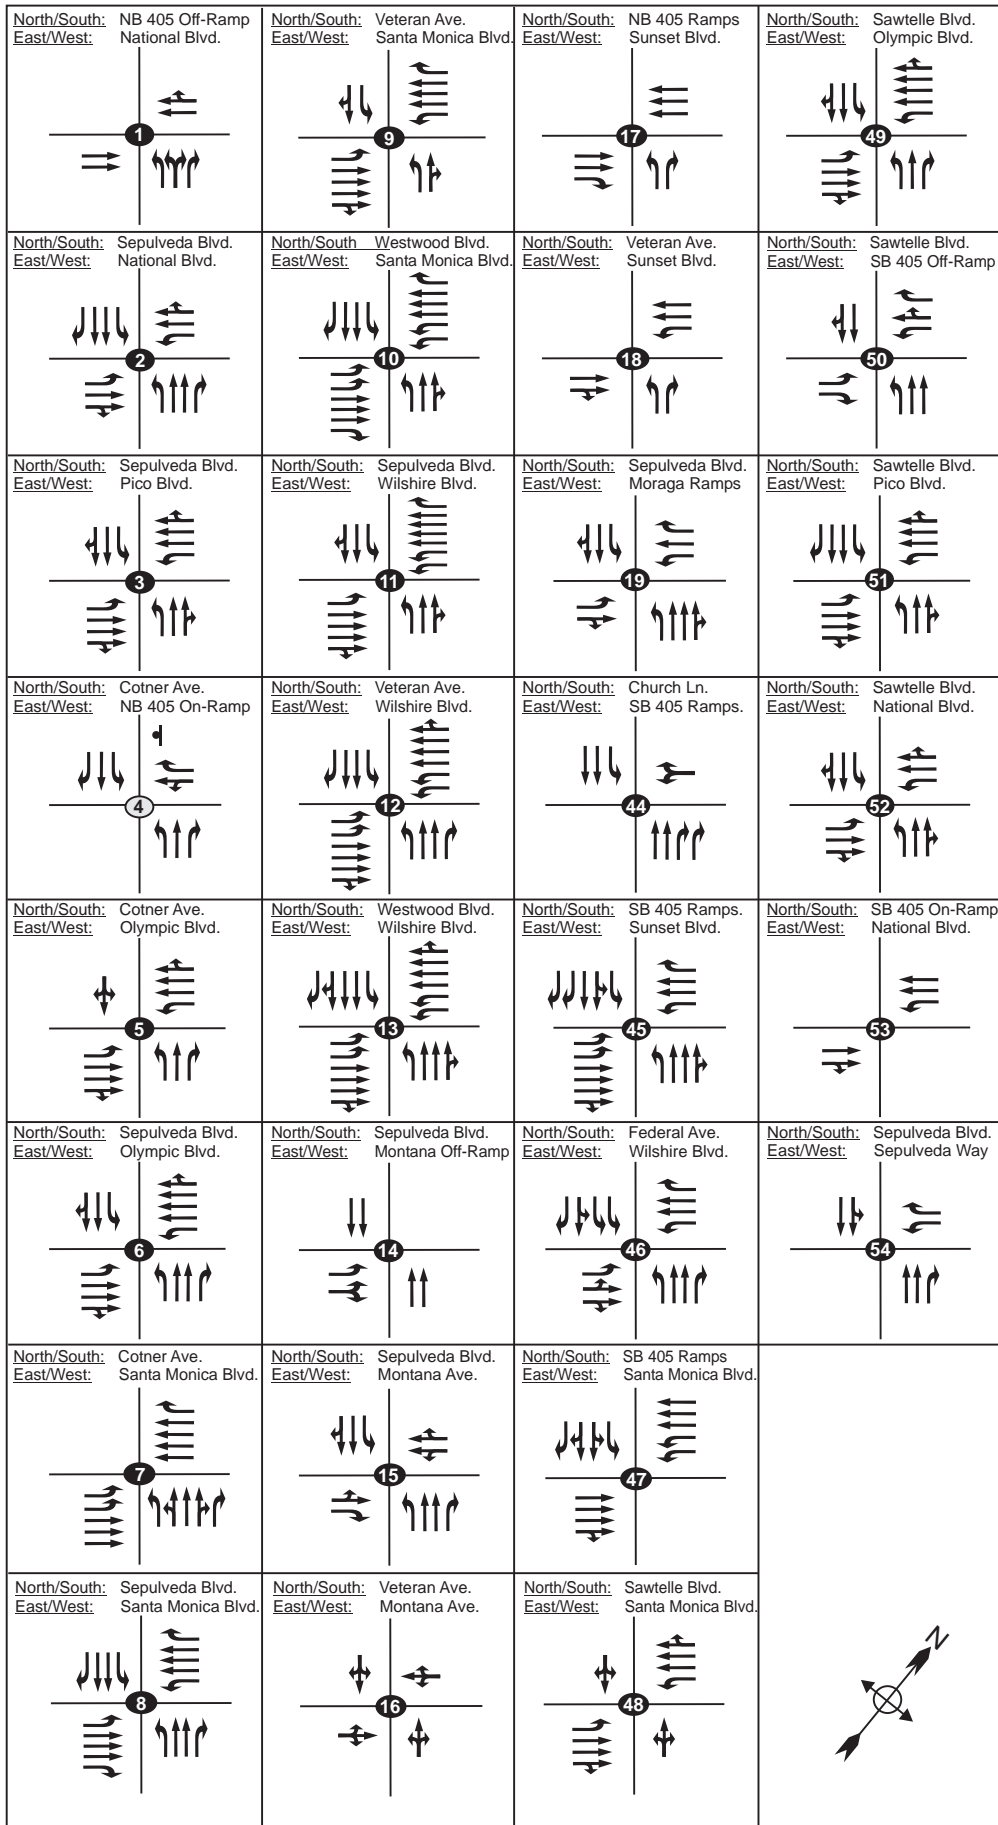 North/South: NB 405 Off-Ramp
East/West: National Blvd.
1
North/South: Veteran Ave.
East/West: Santa Monica Blvd.
9
North/South: NB 405 Ramps
East/West: Sunset Blvd.
17
North/South: Sawtelle Blvd.
East/West: Olympic Blvd.
49
North/South: Sepulveda Blvd.
East/West: National Blvd.
2
North/South Westwood Blvd.
East/West: Santa Monica Blvd.
10
North/South: Veteran Ave.
East/West: Sunset Blvd.
18
North/South: Sawtelle Blvd.
East/West: SB 405 Off-Ramp
50
North/South: Sepulveda Blvd.
East/West: Pico Blvd.
3
North/South: Sepulveda Blvd.
East/West: Wilshire Blvd.
11
North/South: Sepulveda Blvd.
East/West: Moraga Ramps
19
North/South: Sawtelle Blvd.
East/West: Pico Blvd.
51
North/South: Cotner Ave.
East/West: NB 405 On-Ramp
4
North/South: Veteran Ave.
East/West: Wilshire Blvd.
12
North/South: Church Ln.
East/West: SB 405 Ramps.
44
North/South: Sawtelle Blvd.
East/West: National Blvd.
52
North/South: Cotner Ave.
East/West: Olympic Blvd.
5
North/South: Westwood Blvd.
East/West: Wilshire Blvd.
13
North/South: SB 405 Ramps.
East/West: Sunset Blvd.
45
North/South: SB 405 On-Ramp
East/West: National Blvd.
53
North/South: Sepulveda Blvd.
East/West: Olympic Blvd.
6
North/South: Sepulveda Blvd.
East/West: Montana Off-Ramp
14
North/South: Federal Ave.
East/West: Wilshire Blvd.
46
North/South: Sepulveda Blvd.
East/West: Sepulveda Way
54
North/South: Cotner Ave.
East/West: Santa Monica Blvd.
7
North/South: Sepulveda Blvd.
East/West: Montana Ave.
15
North/South: SB 405 Ramps
East/West: Santa Monica Blvd.
47
North/South: Sepulveda Blvd.
East/West: Santa Monica Blvd.
8
North/South: Veteran Ave.
East/West: Montana Ave.
16
North/South: Sawtelle Blvd.
East/West: Santa Monica Blvd.
48
N